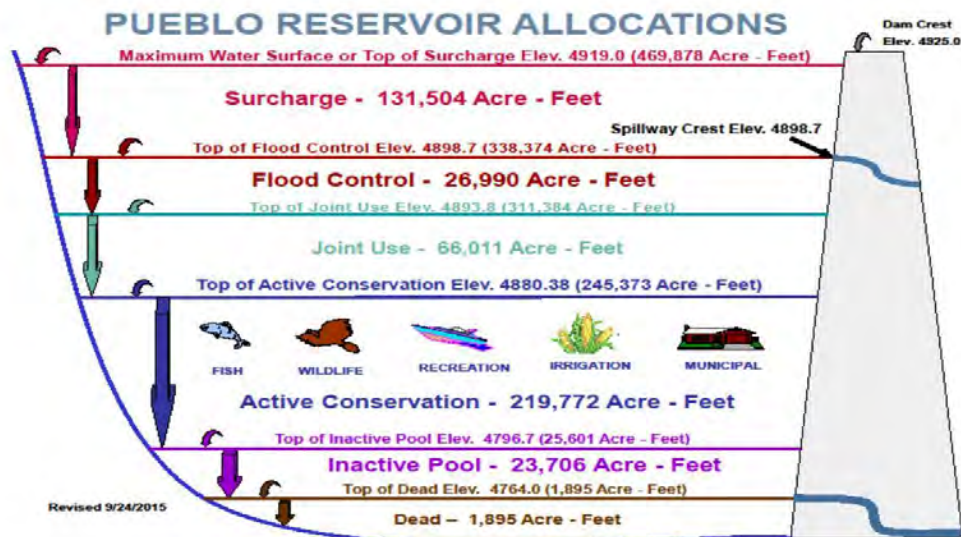 PUEBLO RESERVOIR ALLOCATIONS
Dam Crest
Elev. 4925.0
Maximum Water Surface or Top of Surcharge Elev. 4919.0 (469,878 Acre - Feet)
Surcharge - 131,504 Acre - Feet
Spillway Crest Elev. 4898.7
Top of Flood Control Elev. 4898.7 (338,374 Acre - Feet)
Flood Control - 26,990 Acre - Feet
Top of Joint Use Elev. 4893.8 (311,384 Acre - Feet)
Joint Use - 66,011 Acre - Feet
Top of Active Conservation Elev. 4880.38 (245,373 Acre - Feet)
FISH WILDLIFE RECREATION IRRIGATION MUNICIPAL
Active Conservation - 219,772 Acre - Feet
Top of Inactive Pool Elev. 4796.7 (25,601 Acre - Feet)
Inactive Pool - 23,706 Acre - Feet
Top of Dead Elev. 4764.0 (1,895 Acre - Feet)
Revised 9/24/2015
Dead – 1,895 Acre - Feet